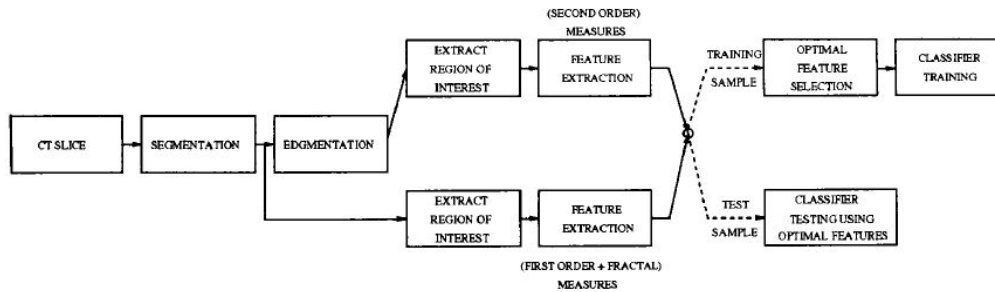 (SECOND ORDER)
MEASURES
EXTRACT
REGION OF
INTEREST
FEATURE
EXTRACTION
TRAINING
SAMPLE
OPTIMAL
FEATURE
SELECTION
CLASSIFIER
TRAINING
CT SLICE
SEGMENTATION
EDGMENTATION
EXTRACT
REGION OF
INTEREST
FEATURE
EXTRACTION
TEST
SAMPLE
CLASSIFIER
TESTING USING
OPTIMAL FEATURES
(FIRST ORDER + FRACTAL)
MEASURES